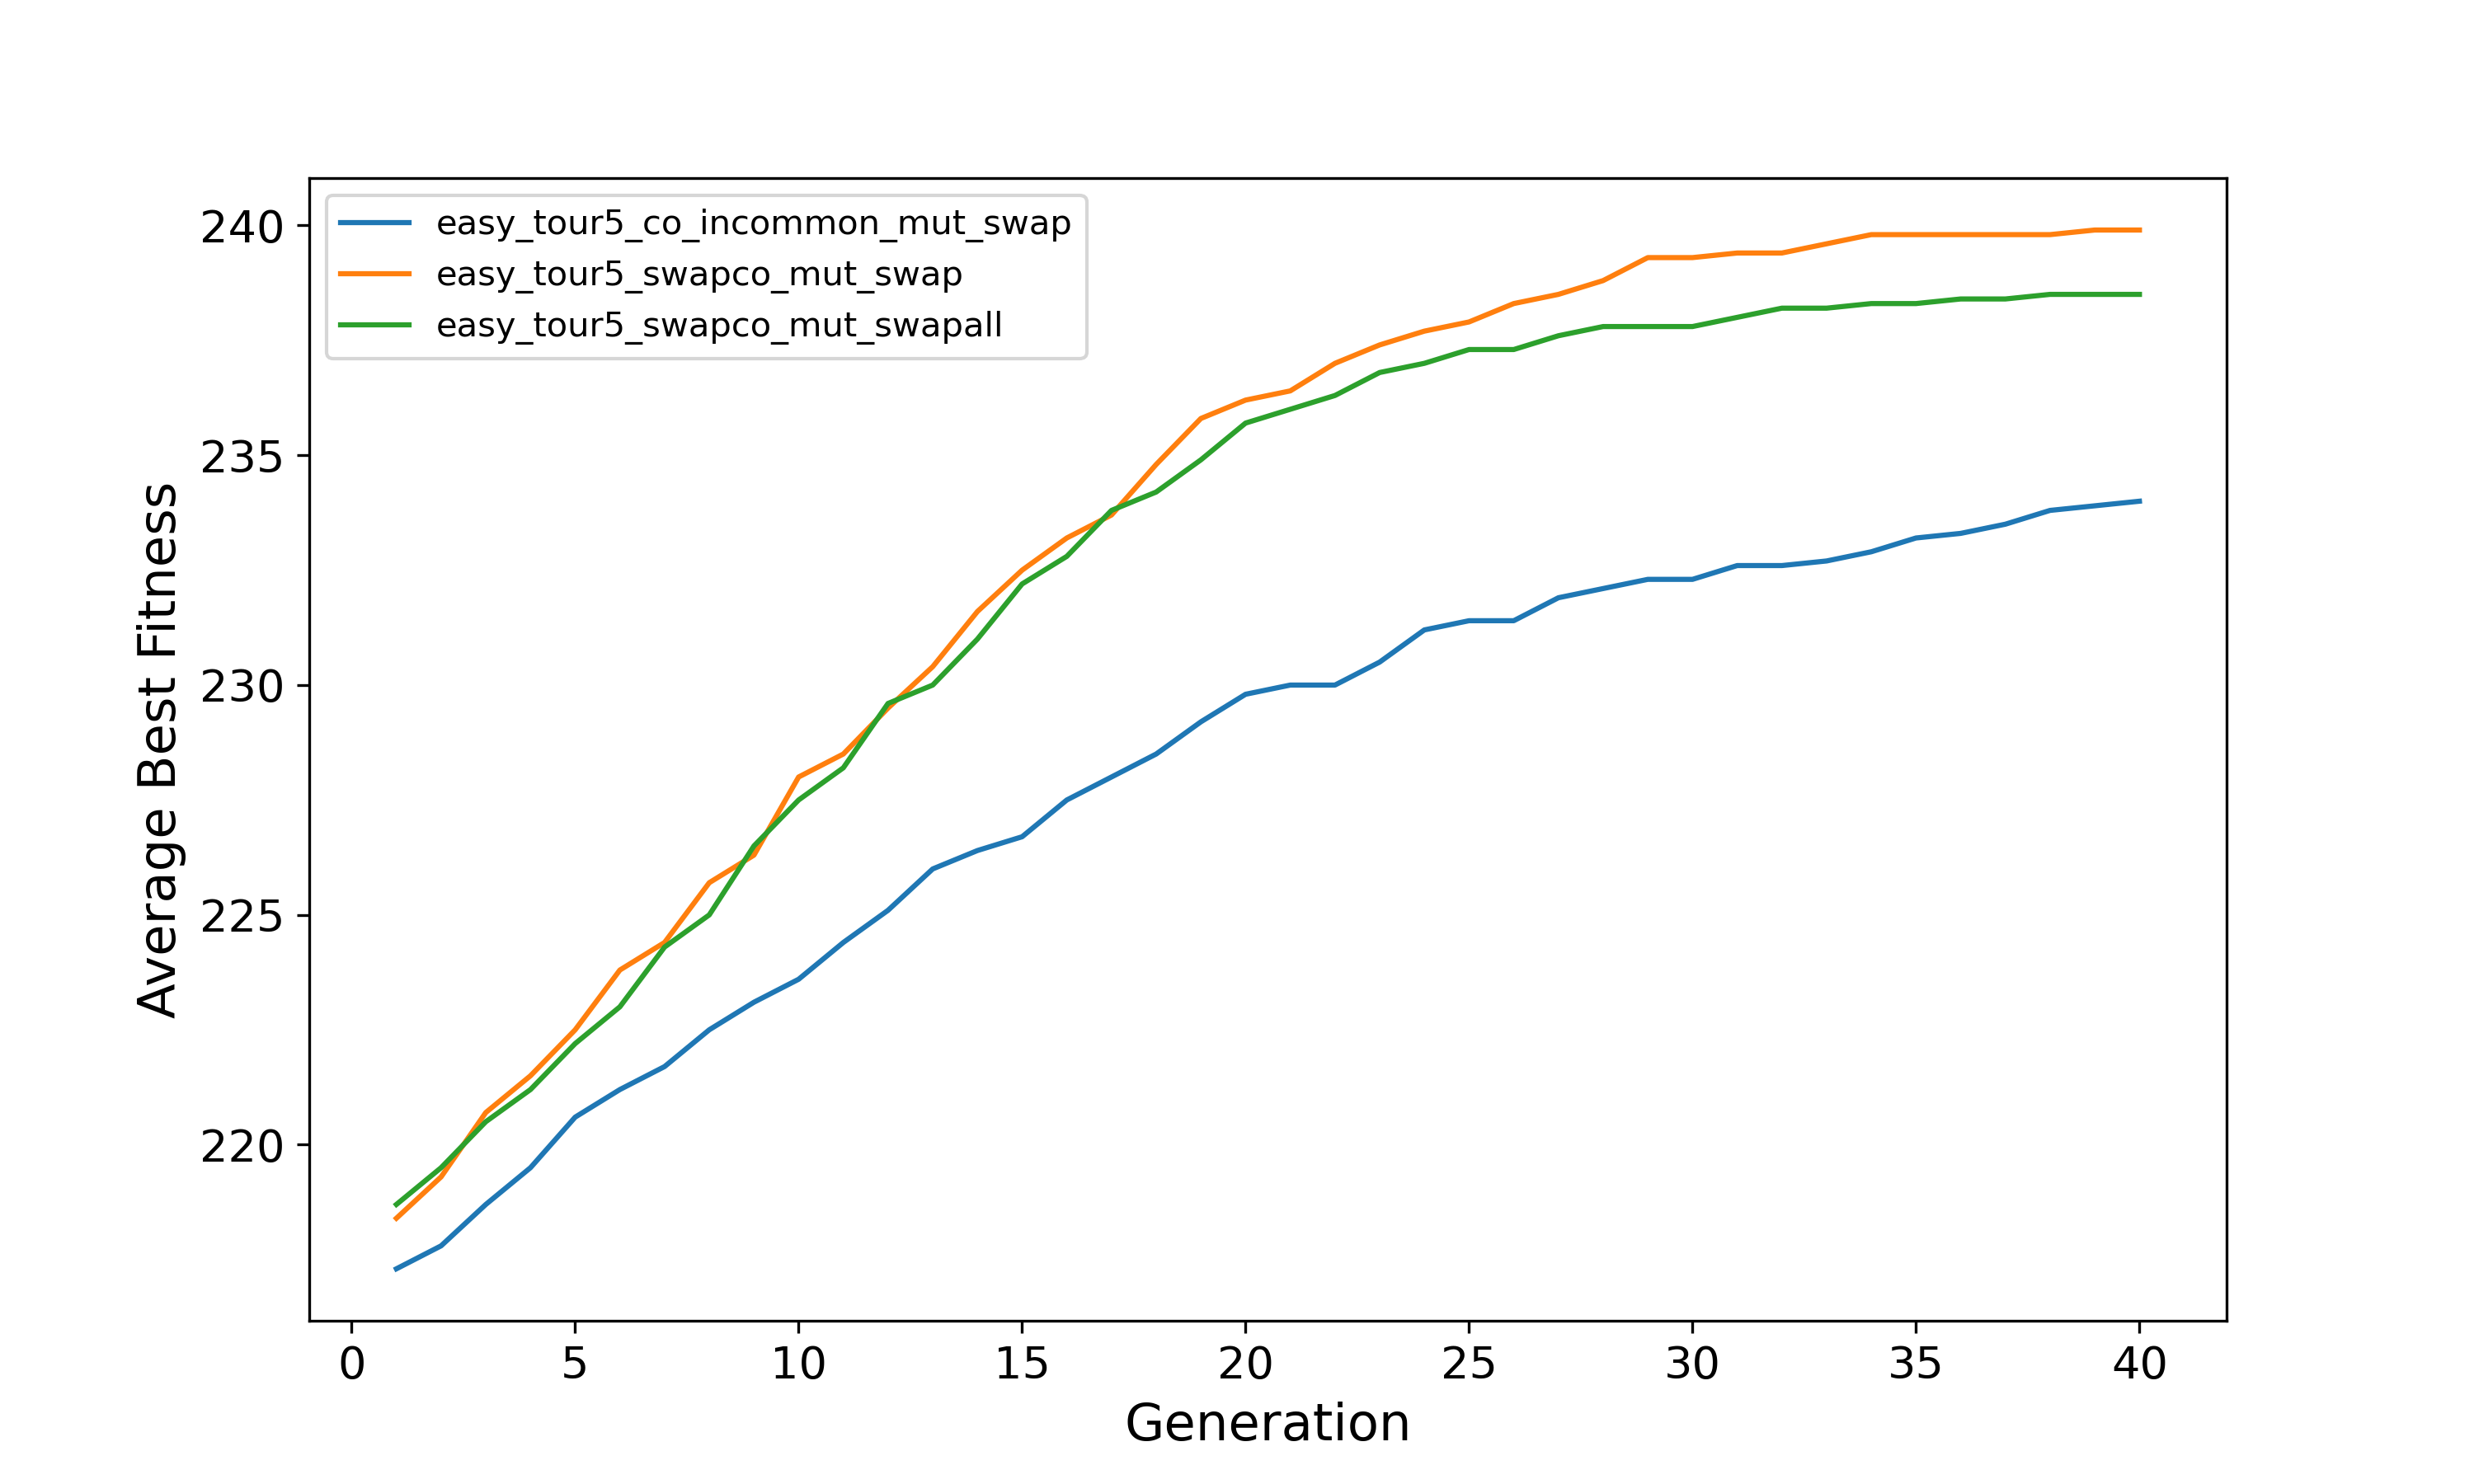 easy_tour5_co_incommon_mut_swap
easy_tour5_swapco_mut_swap
easy_tour5_swapco_mut_swapall
240
235
230
225
220
Average Best Fitness
0 5 10 15 20 25 30 35 40
Generation